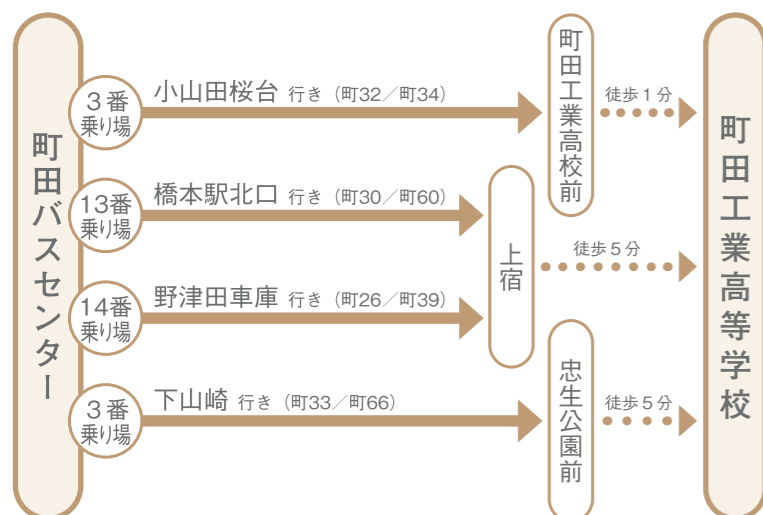 町田バスセンター
3番
乗り場
小山田桜台 行き（町32／町34）
町田工業高校前
徒歩1分
13番
乗り場
橋本駅北口 行き（町30／町60）
14番
乗り場
野津田車庫 行き（町26／町39）
上宿
徒歩5分
3番
乗り場
下山崎 行き（町33／町66）
忠生公園前
徒歩5分
町田工業高等学校